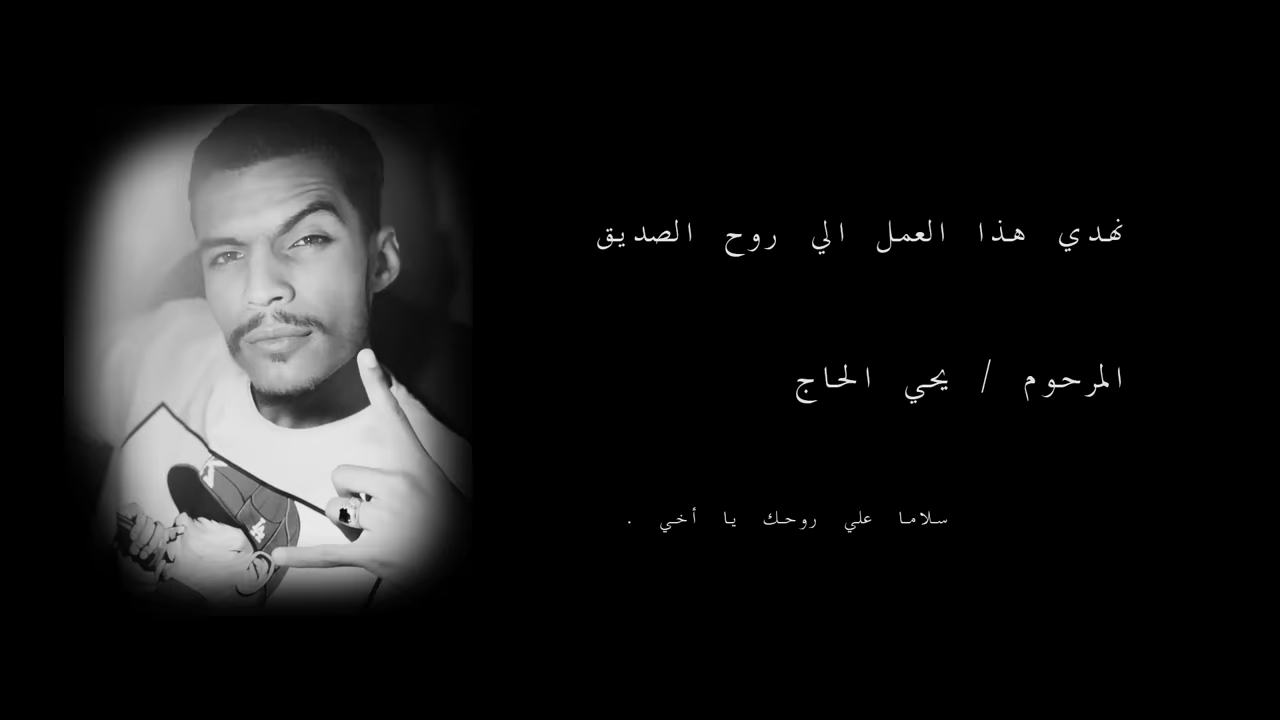 نهدي هذا العمل الي روح الصديق
المرحوم / يحي الحاج
سلاما علي روحك يا أخي .